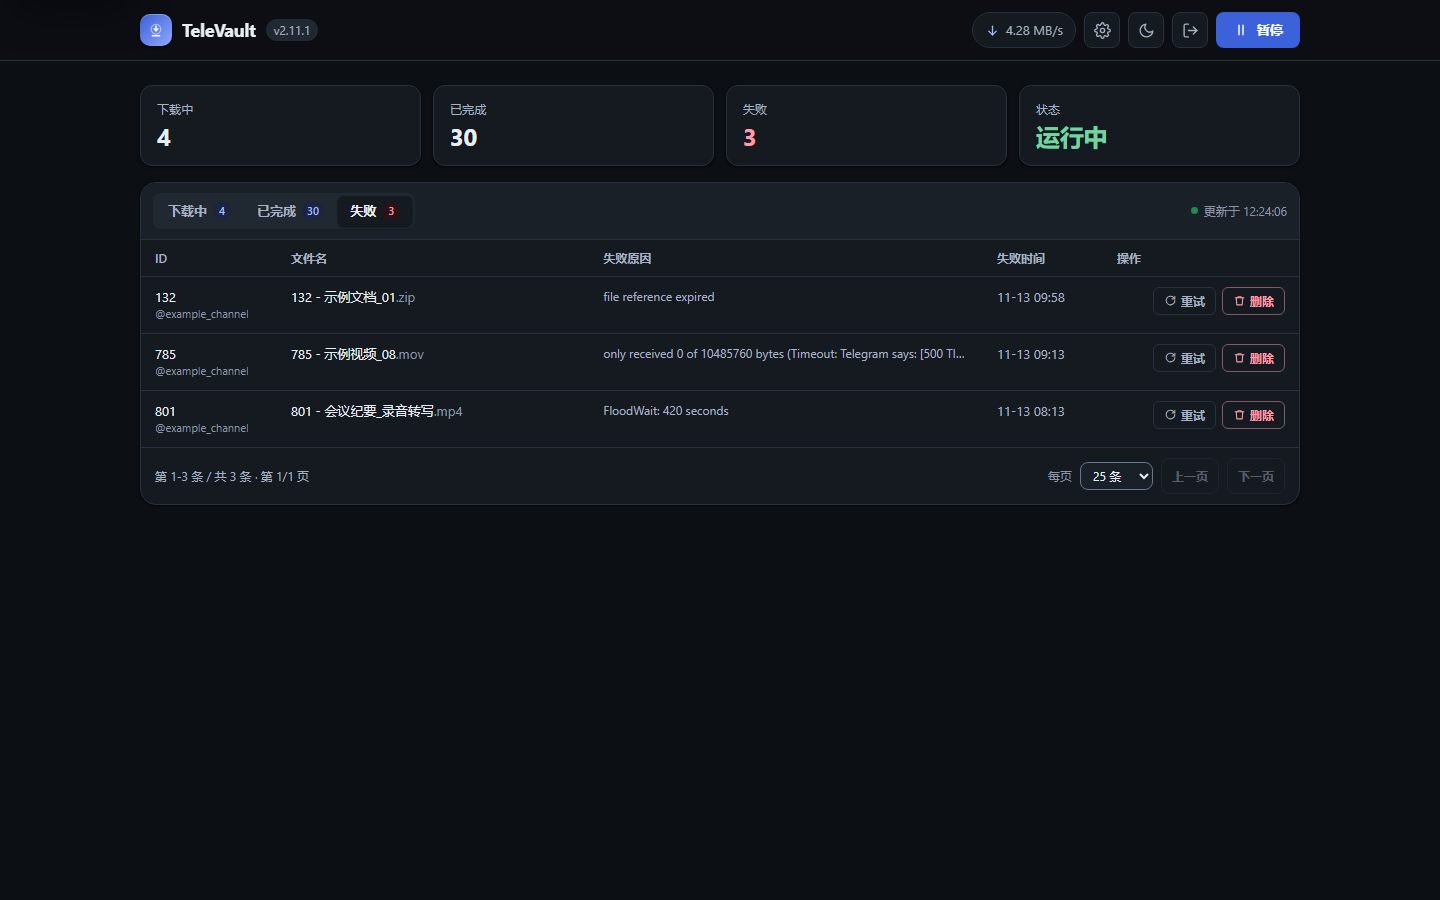 TeleVault v2.11.1 4.28 MB/s 暂停
下载中 已完成 失败 状态
4 30 3 运行中
下载中 4 已完成 30 失败 3 更新于 12:24:06
ID 文件名 失败原因 失败时间 操作
132 132 - 示例文档_01.zip file reference expired 11-13 09:58 重试 删除
@example_channel
785 785 - 示例视频_08.mov only received 0 of 10485760 bytes (Timeout: Telegram says: [500 TI... 11-13 09:13 重试 删除
@example_channel
801 801 - 会议纪要_录音转写.mp4 FloodWait: 420 seconds 11-13 08:13 重试 删除
@example_channel
第 1-3 条 / 共 3 条 · 第 1/1 页 每页 25 条 上一页 下一页